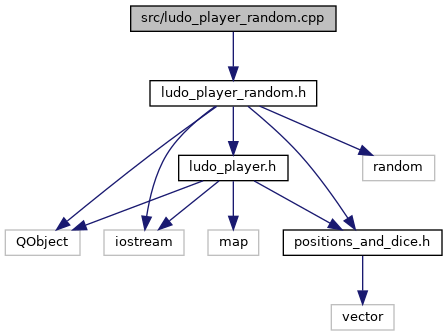 src/ludo_player_random.cpp
ludo_player_random.h
ludo_player.h
random
QObject
iostream
map
positions_and_dice.h
vector